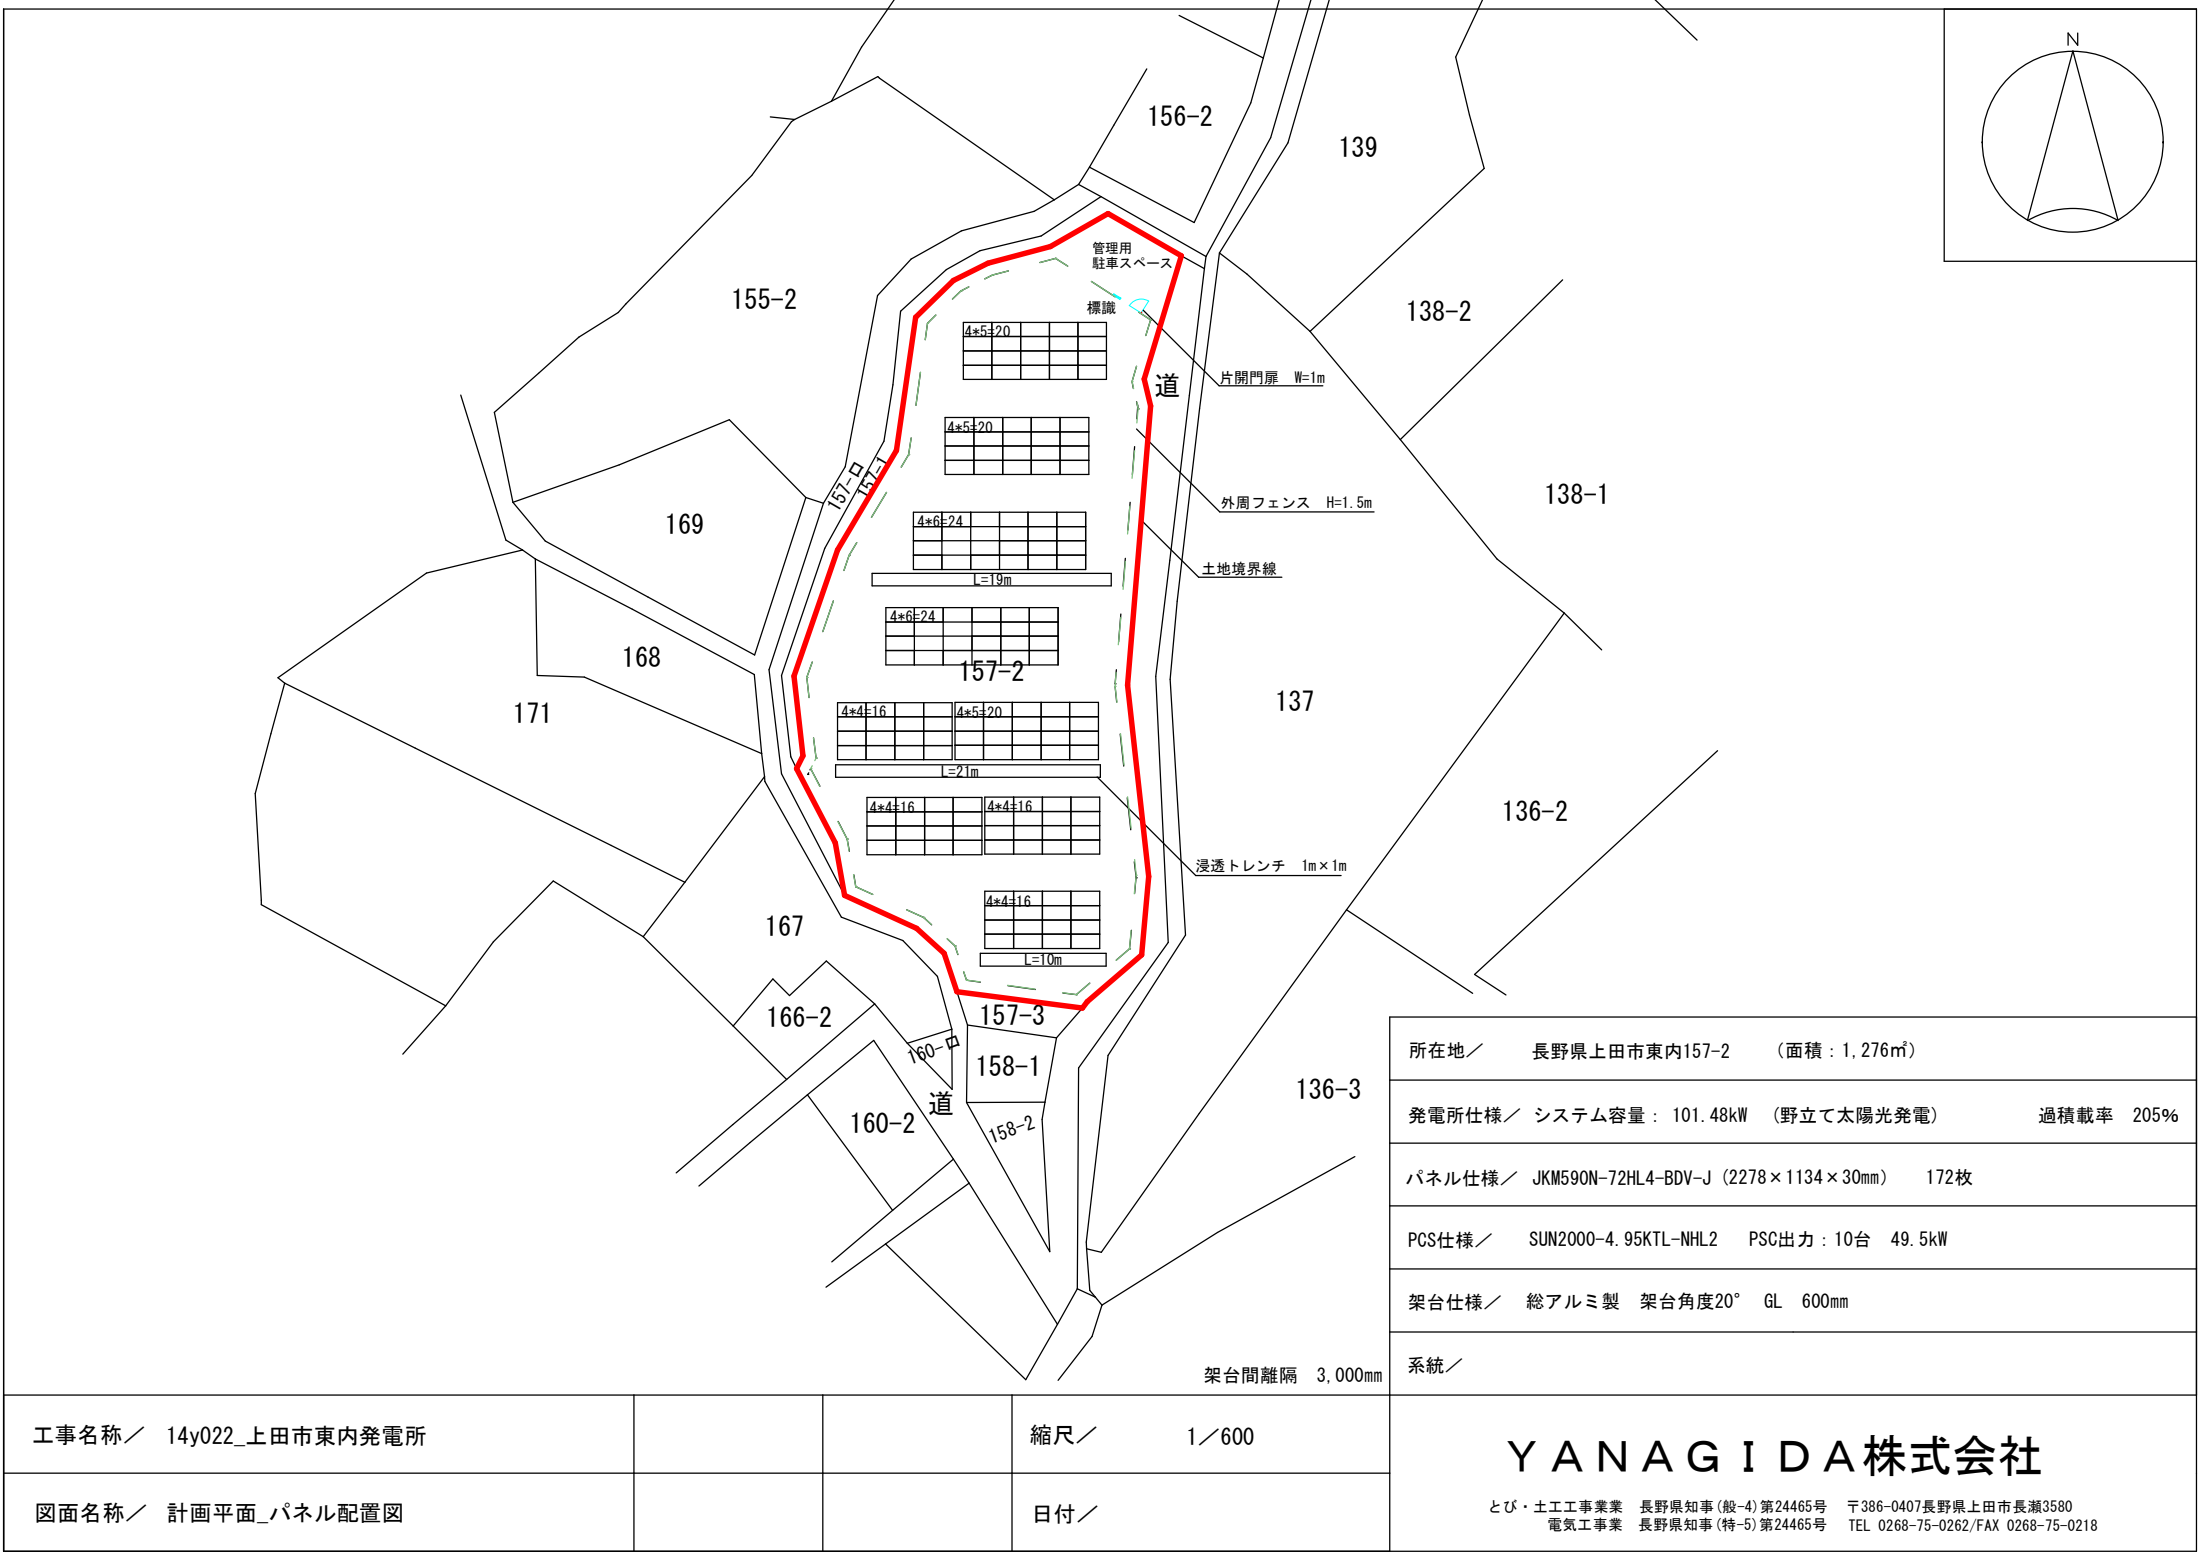 N
156-2
139
管理用
駐車スペース
155-2
標識
138-2
4*5=20
片開門扉　W=1m
道
4*5=20
157-ロ
157-1
外周フェンス　H=1.5m
138-1
169
4*6=24
土地境界線
L=19m
4*6=24
168
157-2
137
171
4*4=16
4*5=20
L=21m
4*4=16
4*4=16
136-2
浸透トレンチ　1m×1m
4*4=16
167
L=10m
166-2
157-3
160-ロ
158-1
136-3
道
160-2
158-2
所在地／　長野県上田市東内157-2　（面積：1,276㎡）
発電所仕様／　システム容量：101.48kW　（野立て太陽光発電）　過積載率　205%
パネル仕様／　JKM590N-72HL4-BDV-J（2278×1134×30mm）　172枚
PCS仕様／　SUN2000-4.95KTL-NHL2　PSC出力：10台　49.5kW
架台仕様／　総アルミ製　架台角度20°　GL　600mm
系統／
架台間離隔　3,000mm
工事名称／　14y022_上田市東内発電所
縮尺／　1／600
図面名称／　計画平面_パネル配置図
日付／
ＹＡＮＡＧＩＤＡ株式会社
とび・土工工事業業　長野県知事(般-4)第24465号　〒386-0407長野県上田市長瀬3580
電気工事業　長野県知事(特-5)第24465号　TEL 0268-75-0262/FAX 0268-75-0218